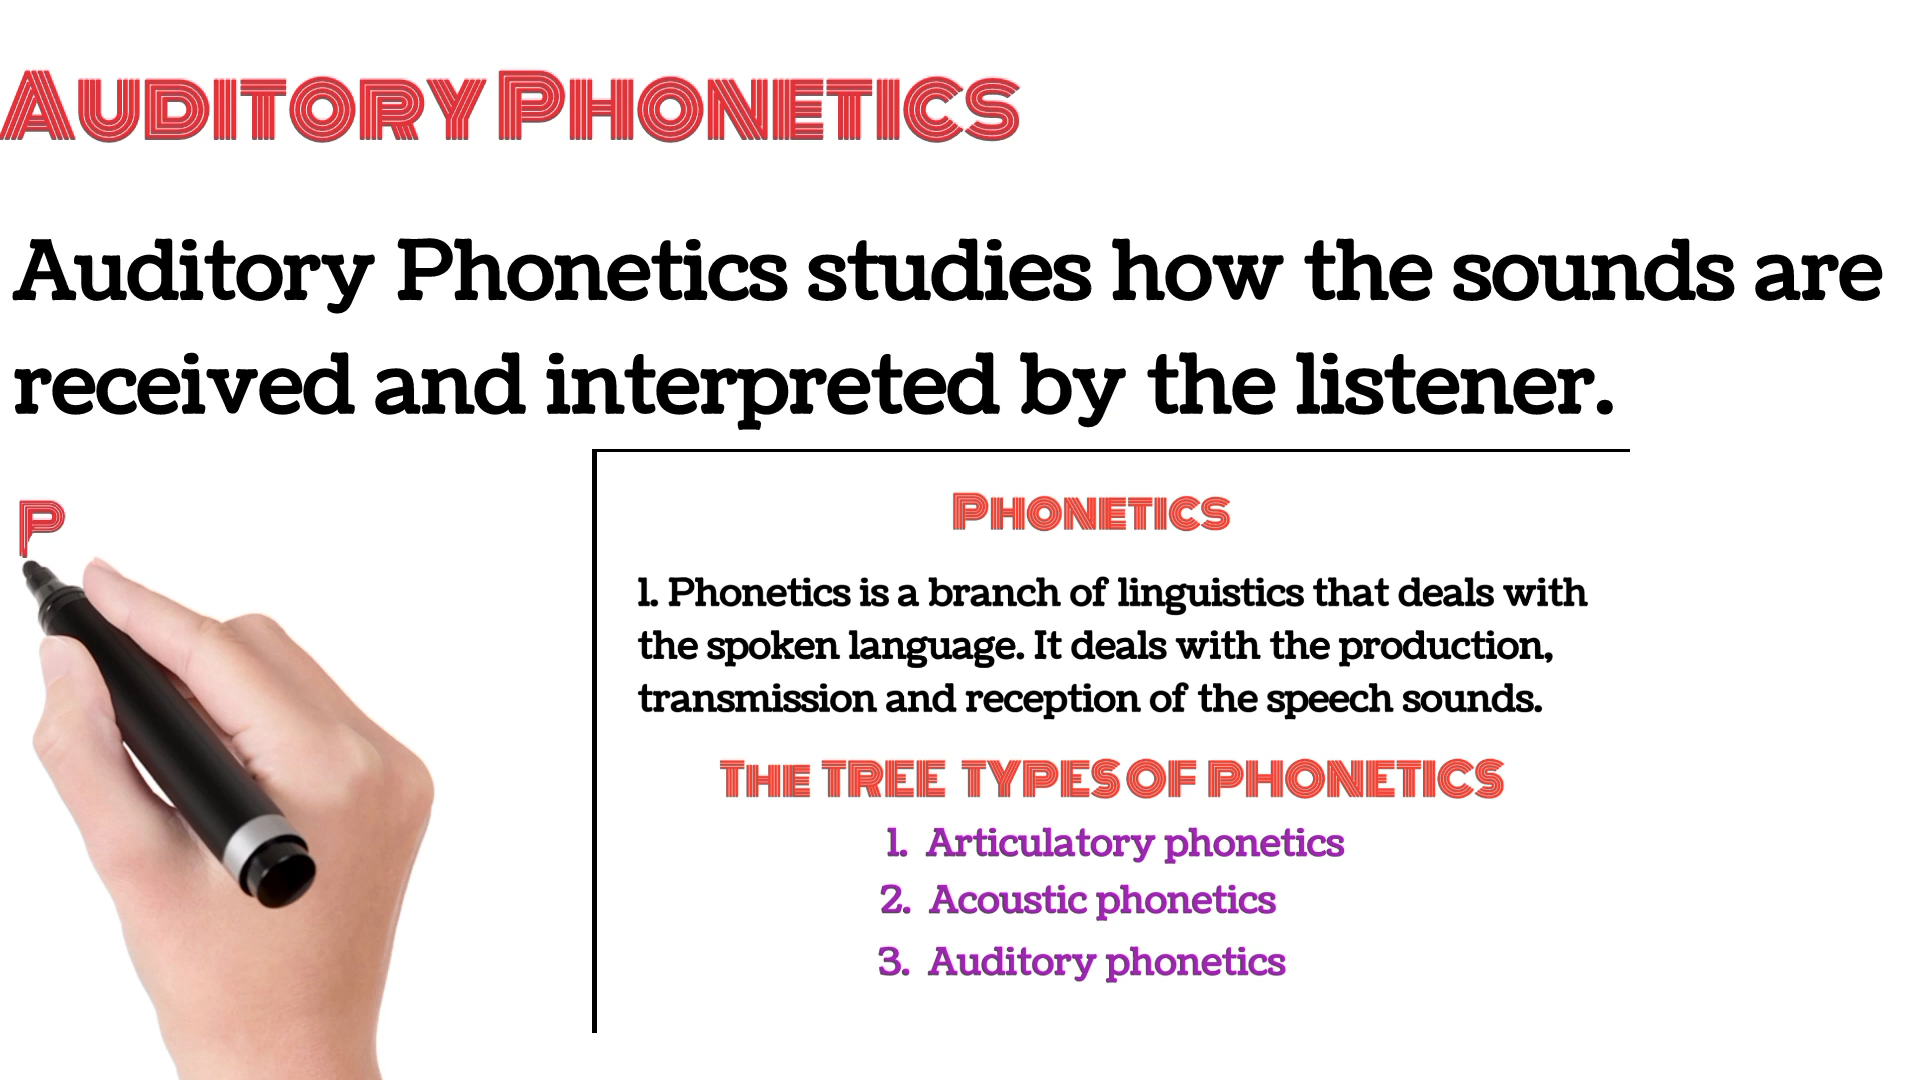 Auditory Phonetics
Auditory Phonetics studies how the sounds are
received and interpreted by the listener.
P
Phonetics
1. Phonetics is a branch of linguistics that deals with
the spoken language. It deals with the production,
transmission and reception of the speech sounds.
The TREE TYPES OF PHONETICS
1. Articulatory phonetics
2. Acoustic phonetics
3. Auditory phonetics